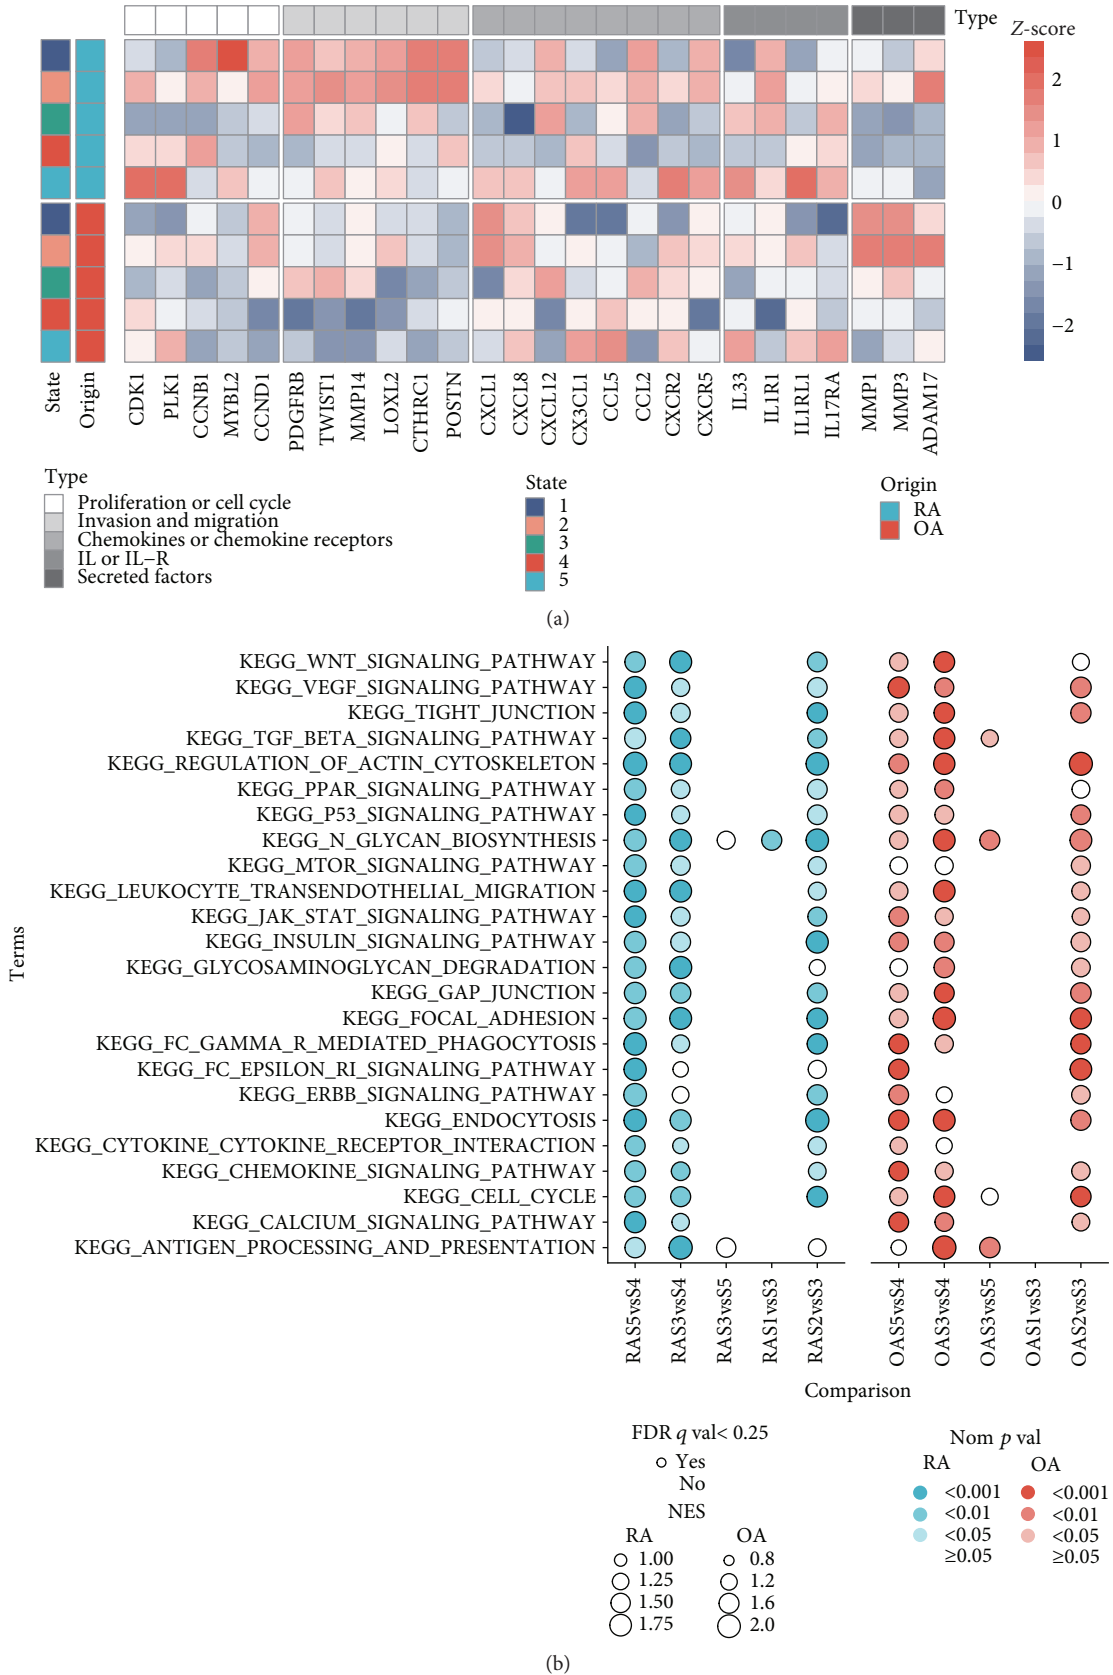 Type
Z-score
2
1
0
−1
−2
State
Origin
CDK1
PLK1
CCNB1
MYBL2
CCND1
PDGFRB
TWIST1
MMP14
LOXL2
CTHRC1
POSTN
CXCL1
CXCL8
CXCL12
CX3CL1
CCL5
CCL2
CXCR2
CXCR5
IL33
IL1R1
IL1RL1
IL17RA
MMP1
MMP3
ADAM17
Type
Proliferation or cell cycle
Invasion and migration
Chemokines or chemokine receptors
IL or IL−R
Secreted factors
State
1
2
3
4
5
Origin
RA
OA
(a)
Terms
KEGG_WNT_SIGNALING_PATHWAY
KEGG_VEGF_SIGNALING_PATHWAY
KEGG_TIGHT_JUNCTION
KEGG_TGF_BETA_SIGNALING_PATHWAY
KEGG_REGULATION_OF_ACTIN_CYTOSKELETON
KEGG_PPAR_SIGNALING_PATHWAY
KEGG_P53_SIGNALING_PATHWAY
KEGG_N_GLYCAN_BIOSYNTHESIS
KEGG_MTOR_SIGNALING_PATHWAY
KEGG_LEUKOCYTE_TRANSENDOTHELIAL_MIGRATION
KEGG_JAK_STAT_SIGNALING_PATHWAY
KEGG_INSULIN_SIGNALING_PATHWAY
KEGG_GLYCOSAMINOGLYCAN_DEGRADATION
KEGG_GAP_JUNCTION
KEGG_FOCAL_ADHESION
KEGG_FC_GAMMA_R_MEDIATED_PHAGOCYTOSIS
KEGG_FC_EPSILON_RI_SIGNALING_PATHWAY
KEGG_ERBB_SIGNALING_PATHWAY
KEGG_ENDOCYTOSIS
KEGG_CYTOKINE_CYTOKINE_RECEPTOR_INTERACTION
KEGG_CHEMOKINE_SIGNALING_PATHWAY
KEGG_CELL_CYCLE
KEGG_CALCIUM_SIGNALING_PATHWAY
KEGG_ANTIGEN_PROCESSING_AND_PRESENTATION
RAS5vsS4
RAS3vsS4
RAS3vsS5
RAS1vsS3
RAS2vsS3
OAS5vsS4
OAS3vsS4
OAS3vsS5
OAS1vsS3
OAS2vsS3
Comparison
FDR q val< 0.25
Yes
No
NES
RA OA
1.00 0.8
1.25 1.2
1.50 1.6
1.75 2.0
Nom p val
RA OA
<0.001 <0.001
<0.01 <0.01
<0.05 <0.05
≥0.05 ≥0.05
(b)